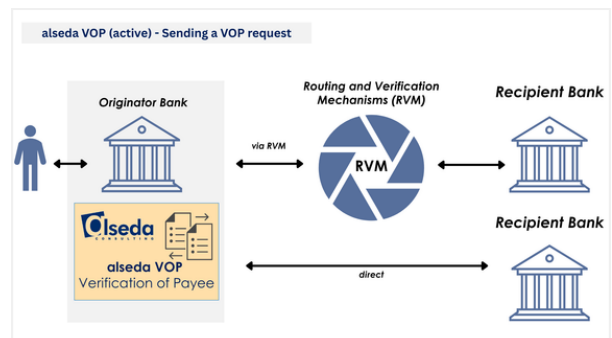 alseda VOP (active) - Sending a VOP request
Originator Bank
Routing and Verification
Mechanisms (RVM)
Recipient Bank
via RVM
RVM
Recipient Bank
alseda
CONSULTING
alseda VOP
Verification of Payee
direct